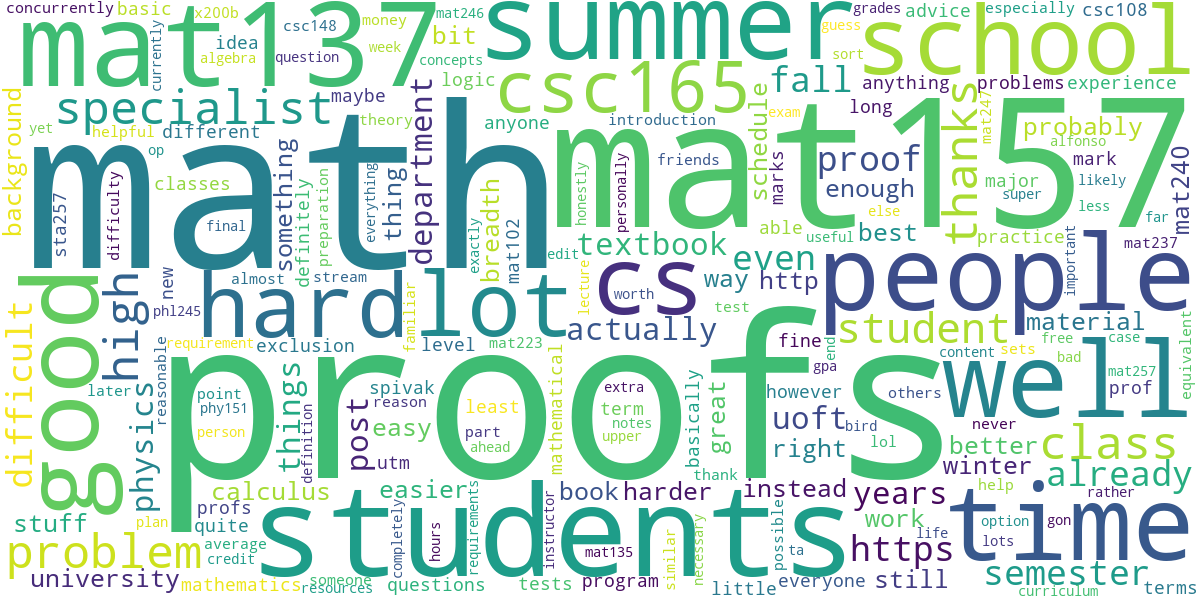 concurrently
basic
x200b
mat137
currently
csc148
idea
algebra
question
money
week
mat246
bit
concepts
logic
summer
advice
grades
especially
csc108
guess
sort
school
specialist
maybe
background
yet
helpful
different
op
theory
department
anyone
csc165
introduction
fall
schedule
exam
long
anything
problems
experience
thanks
mat247
probably
alfonso
mark
likely
mat240
math
sta257
difficulty
classes
final
something
definitely
preparation
everything
thing
breadth
mat102
exactly
credit
honestly
personally
friends
mat157
marks
proof
enough
else
able
useful
best
major
super
practice
less
far
mat237
important
good
high
new
phl245
almost
stream
hard
familiar
lot
textbook
lecture
cs
worth
even
way
http
test
people
student
material
free
bad
case
equivalent
difficult
physics
reasonable
later
requirement
exclusion
level
mat223
actually
fine
gpa
end
content
sets
mat257
prof
well
point
phy151
person
things
definition
reason
spivak
post
easy
utm
least
part
ahead
mathematical
extra
term
notes
upper
basically
great
thank
however
uoft
bird
right
lol
others
never
better
winter
help
class
already
rather
proofs
stuff
plan
calculus
profs
quite
average
credit
problem
university
mathematics
someone
resources
students
easier
completely
hours
requirements
questions
tests
instructor
book
harder
mat135
program
similar
necessary
instead
little
possible
ta
everyone
years
work
life
https
still
option
lots
gon
time
semester
curriculum
terms